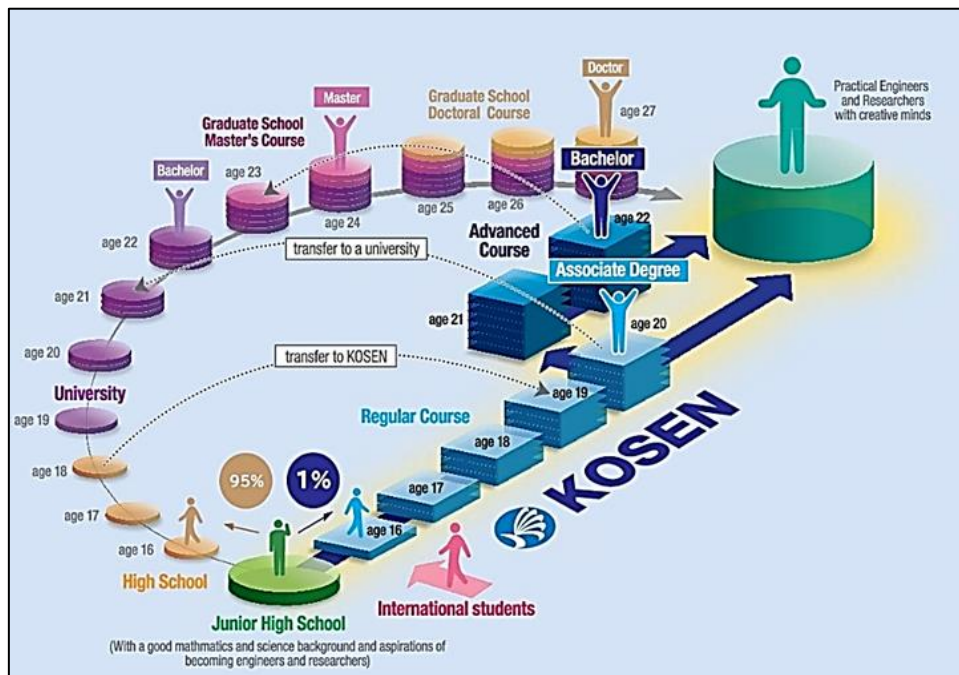 Doctor
age 27
Master
Graduate School
Doctoral Course
Graduate School
Master's Course
age 23
Bachelor
age 24
age 25
age 26
Bachelor
age 22
age 22
Advanced
Course
transfer to a university
Associate Degree
age 21
age 21
age 20
age 20
transfer to KOSEN
age 19
University
Regular Course
age 19
age 18
age 18
95%
1%
age 17
age 17
age 16
age 16
KOSEN
High School
International students
Junior High School
(With a good mathmatics and science background and aspirations of
becoming engineers and researchers)
Practical Engineers
and Researchers
with creative minds